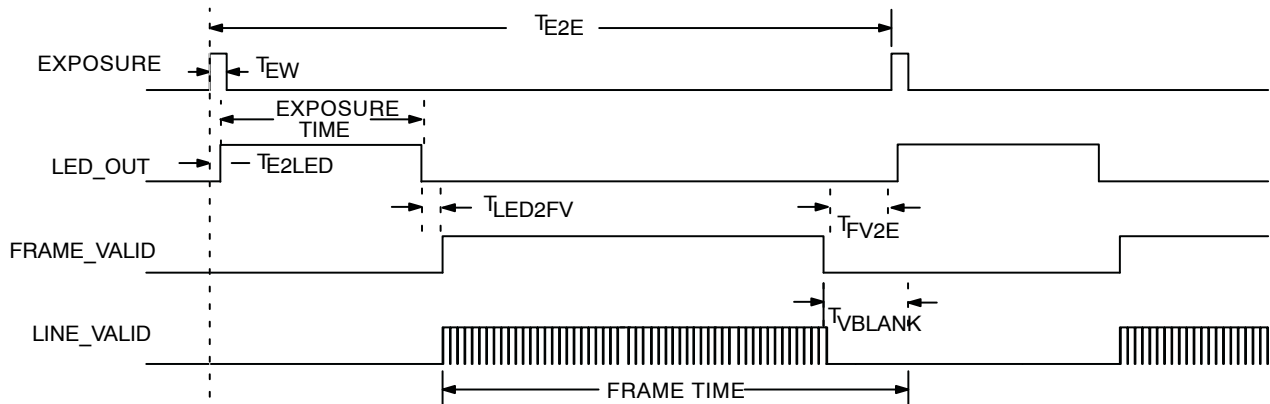 TE2E
EXPOSURE
TEW
EXPOSURE
TIME
LED_OUT
TE2LED
TLED2FV
TFV2E
FRAME_VALID
TVBLANK
LINE_VALID
FRAME TIME